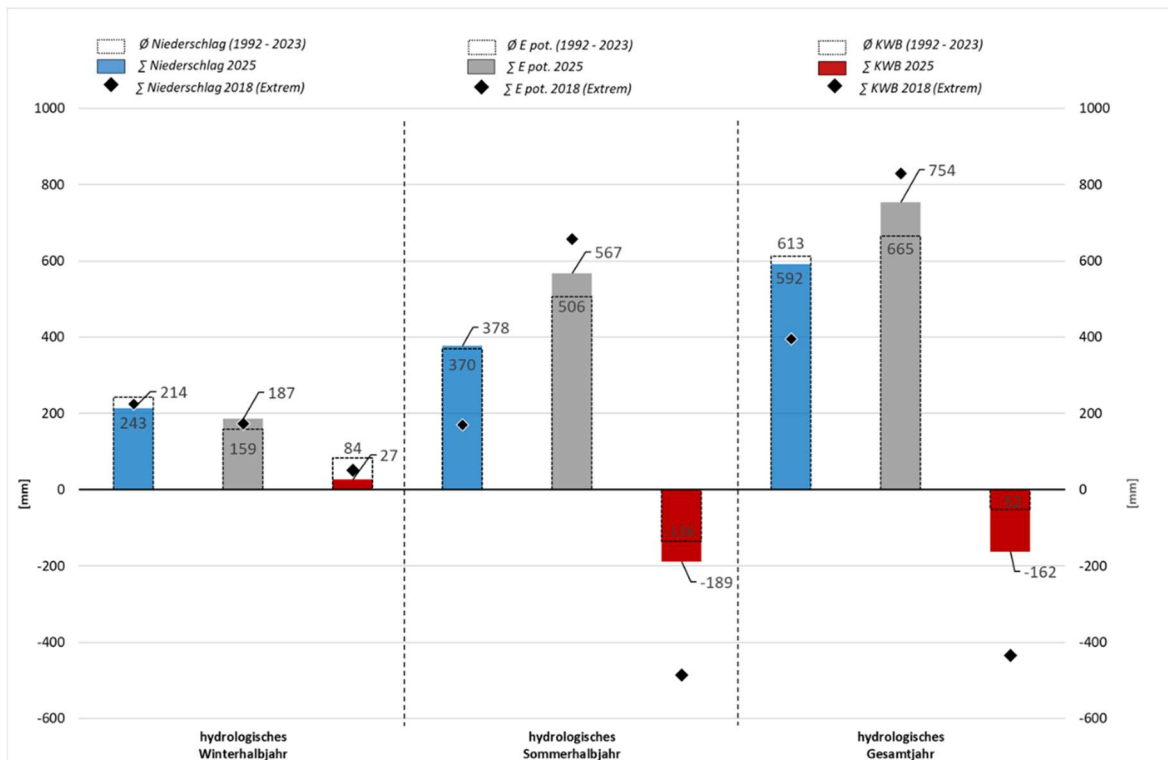 Ø Niederschlag (1992 - 2023)
∑ Niederschlag 2025
∑ Niederschlag 2018 (Extrem)
Ø E pot. (1992 - 2023)
∑ E pot. 2025
∑ E pot. 2018 (Extrem)
Ø KWB (1992 - 2023)
∑ KWB 2025
∑ KWB 2018 (Extrem)
1000
800
600
400
200
0
-200
-400
-600
[mm]
214
243
187
159
84
27
378
370
567
506
-136
-189
613
592
754
665
-52
-162
1000
800
600
400
200
0
-200
-400
-600
[mm]
hydrologisches
Winterhalbjahr
hydrologisches
Sommerhalbjahr
hydrologisches
Gesamtjahr